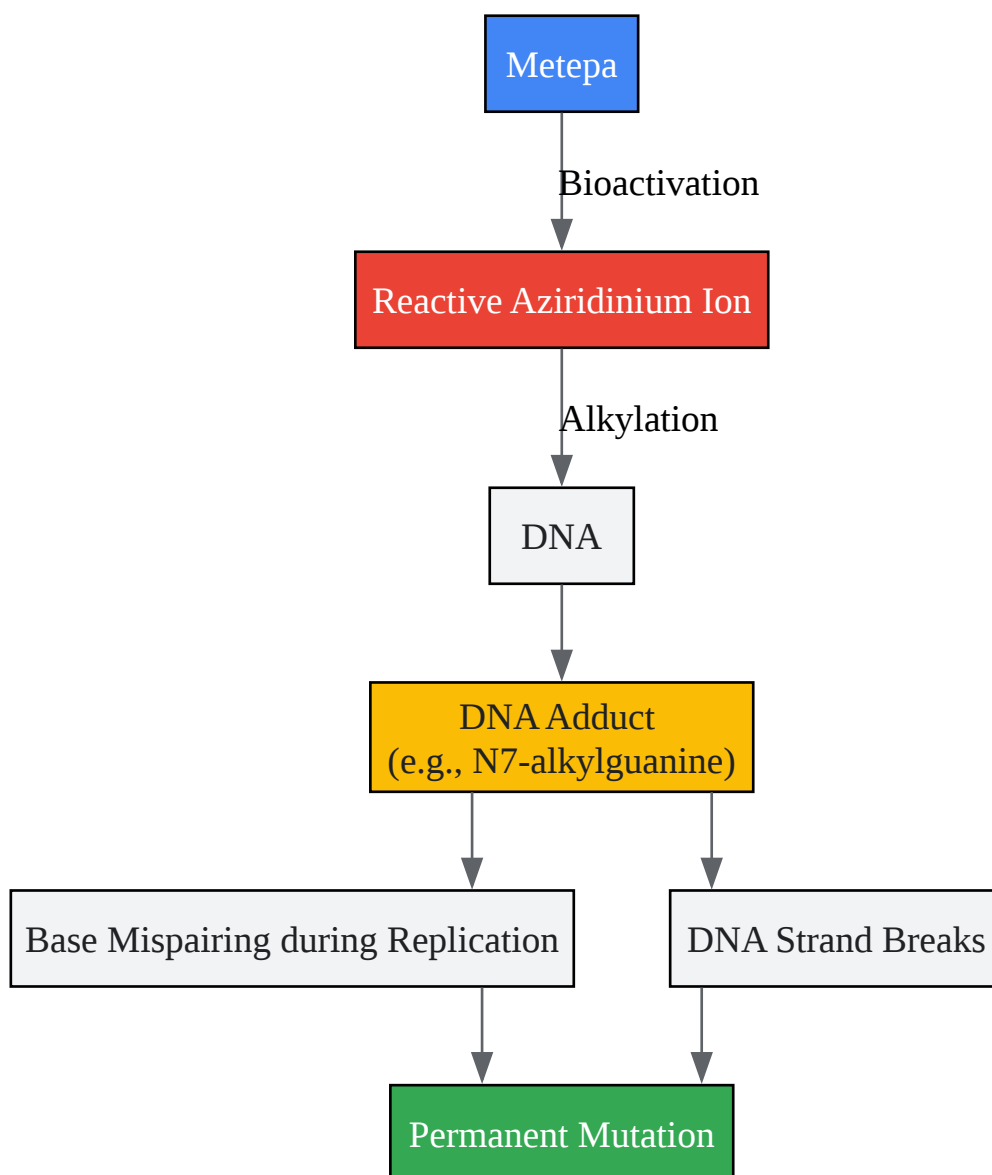 Metepa
Bioactivation
Reactive Aziridinium Ion
Alkylation
DNA
DNA Adduct
(e.g., N7-alkylguanine)
Base Mispairing during Replication
DNA Strand Breaks
Permanent Mutation